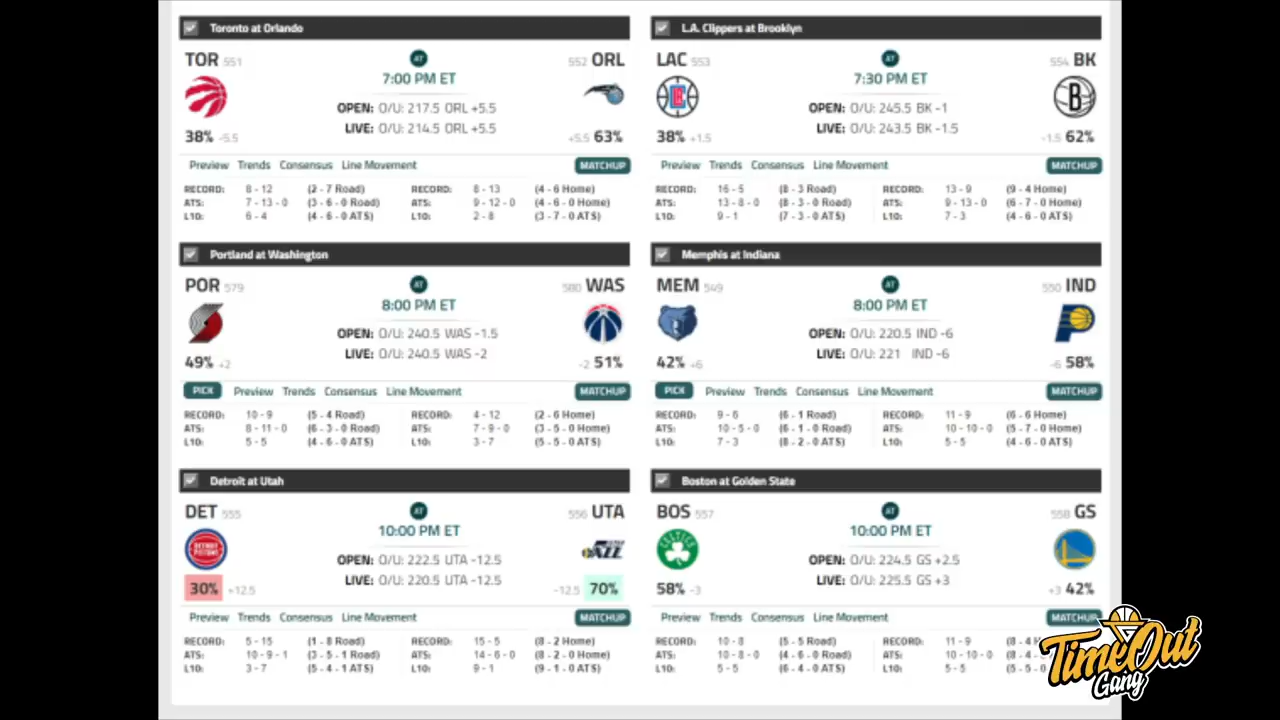 Toronto at Orlando
TOR 551
AT
552 ORL
7:00 PM ET
OPEN: O/U: 217.5 ORL +5.5
LIVE: O/U: 214.5 ORL +5.5
38% -5.5
+5.5 63%
Preview Trends Consensus Line Movement MATCHUP
RECORD: 8 - 12 (2 - 7 Road) RECORD: 8 - 13 (4 - 6 Home)
ATS: 7 - 13 - 0 (3 - 6 - 0 Road) ATS: 9 - 12 - 0 (4 - 6 - 0 Home)
L10: 6 - 4 (4 - 6 - 0 ATS) L10: 2 - 8 (3 - 7 - 0 ATS)
L.A. Clippers at Brooklyn
LAC 553
AT
554 BK
7:30 PM ET
OPEN: O/U: 245.5 BK -1
LIVE: O/U: 243.5 BK -1.5
38% +1.5
-1.5 62%
Preview Trends Consensus Line Movement MATCHUP
RECORD: 16 - 5 (8 - 3 Road) RECORD: 13 - 9 (9 - 4 Home)
ATS: 13 - 8 - 0 (8 - 3 - 0 Road) ATS: 9 - 13 - 0 (6 - 7 - 0 Home)
L10: 9 - 1 (7 - 3 - 0 ATS) L10: 7 - 3 (4 - 6 - 0 ATS)
Portland at Washington
POR 579
AT
580 WAS
8:00 PM ET
OPEN: O/U: 240.5 WAS -1.5
LIVE: O/U: 240.5 WAS -2
49% +2
-2 51%
PICK Preview Trends Consensus Line Movement MATCHUP
RECORD: 10 - 9 (5 - 4 Road) RECORD: 4 - 12 (2 - 6 Home)
ATS: 8 - 11 - 0 (6 - 3 - 0 Road) ATS: 7 - 9 - 0 (3 - 5 - 0 Home)
L10: 5 - 5 (4 - 6 - 0 ATS) L10: 3 - 7 (5 - 5 - 0 ATS)
Memphis at Indiana
MEM 549
AT
550 IND
8:00 PM ET
OPEN: O/U: 220.5 IND -6
LIVE: O/U: 221 IND -6
42% +6
-6 58%
PICK Preview Trends Consensus Line Movement MATCHUP
RECORD: 9 - 6 (6 - 1 Road) RECORD: 11 - 9 (6 - 6 Home)
ATS: 10 - 5 - 0 (6 - 1 - 0 Road) ATS: 10 - 10 - 0 (5 - 7 - 0 Home)
L10: 7 - 3 (8 - 2 - 0 ATS) L10: 5 - 5 (4 - 6 - 0 ATS)
Detroit at Utah
DET 555
AT
556 UTA
10:00 PM ET
OPEN: O/U: 222.5 UTA -12.5
LIVE: O/U: 220.5 UTA -12.5
30% +12.5
-12.5 70%
Preview Trends Consensus Line Movement MATCHUP
RECORD: 5 - 15 (1 - 8 Road) RECORD: 15 - 5 (8 - 2 Home)
ATS: 10 - 9 - 1 (3 - 5 - 1 Road) ATS: 14 - 6 - 0 (8 - 2 - 0 Home)
L10: 3 - 7 (5 - 4 - 1 ATS) L10: 9 - 1 (9 - 1 - 0 ATS)
Boston at Golden State
BOS 557
AT
558 GS
10:00 PM ET
OPEN: O/U: 224.5 GS +2.5
LIVE: O/U: 225.5 GS +3
58% -3
+3 42%
Preview Trends Consensus Line Movement MATCHUP
RECORD: 10 - 8 (5 - 5 Road) RECORD: 11 - 9 (8 - 4
ATS: 10 - 8 - 0 (4 - 6 - 0 Road) ATS: 10 - 10 - 0 (8 - 4 -
L10: 5 - 5 (6 - 4 - 0 ATS) L10: 5 - 5 (5 - 5 - 0
TimeOut
Gang